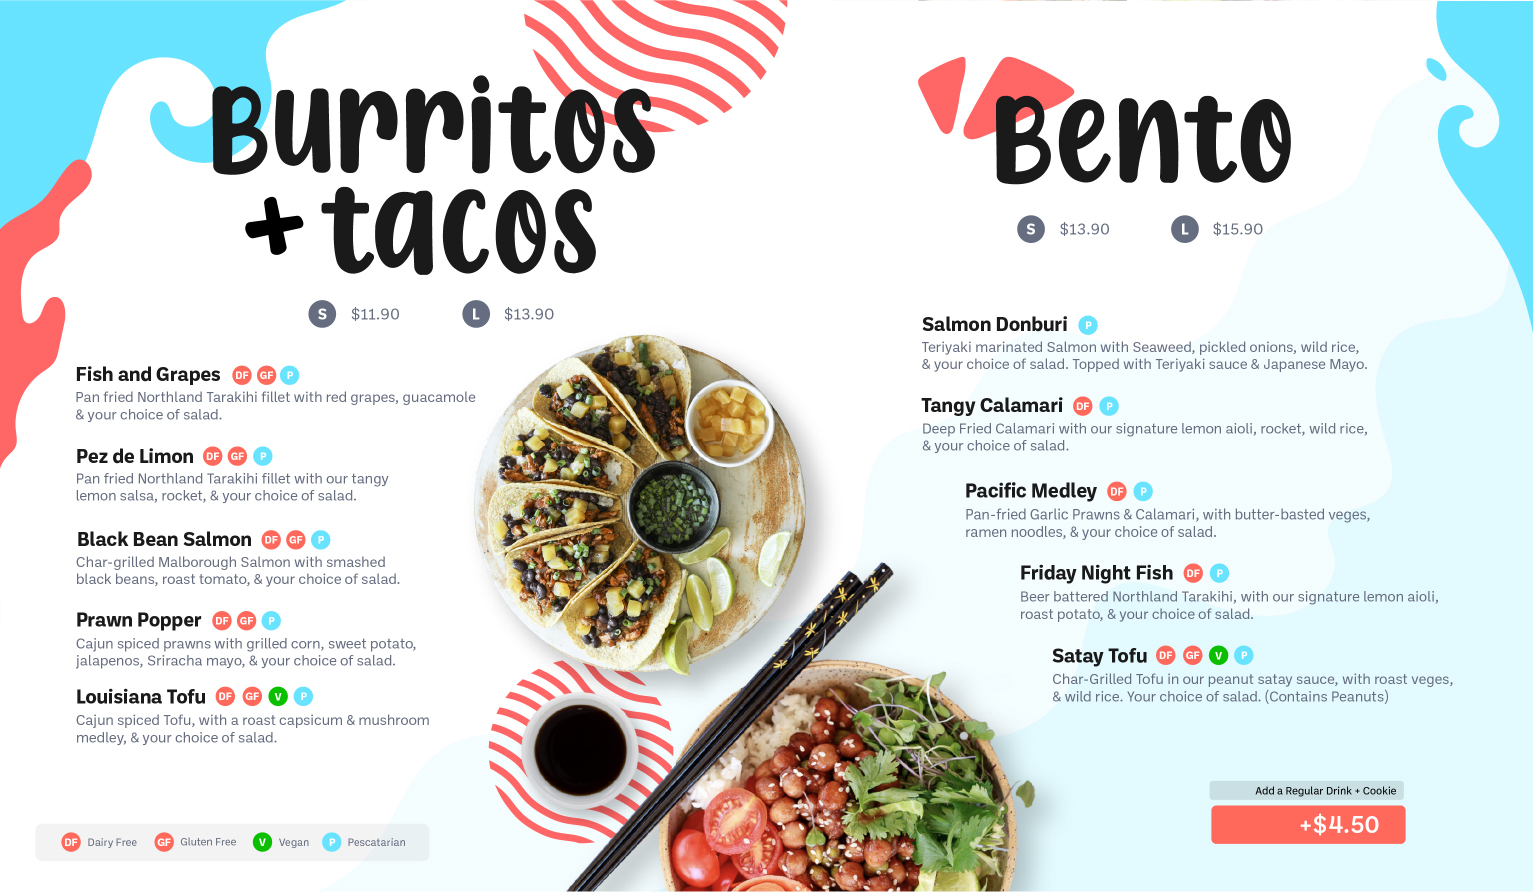 Burritos
+ tacos
S $11.90 L $13.90
Fish and Grapes DF GF P
Pan fried Northland Tarakihi fillet with red grapes, guacamole
& your choice of salad.
Pez de Limon DF GF P
Pan fried Northland Tarakihi fillet with our tangy
lemon salsa, rocket, & your choice of salad.
Black Bean Salmon DF GF P
Char-grilled Malborough Salmon with smashed
black beans, roast tomato, & your choice of salad.
Prawn Popper DF GF P
Cajun spiced prawns with grilled corn, sweet potato,
jalapenos, Sriracha mayo, & your choice of salad.
Louisiana Tofu DF GF V P
Cajun spiced Tofu, with a roast capsicum & mushroom
medley, & your choice of salad.
DF Dairy Free GF Gluten Free V Vegan P Pescatarian
Bento
S $13.90 L $15.90
Salmon Donburi P
Teriyaki marinated Salmon with Seaweed, pickled onions, wild rice,
& your choice of salad. Topped with Teriyaki sauce & Japanese Mayo.
Tangy Calamari DF P
Deep Fried Calamari with our signature lemon aioli, rocket, wild rice,
& your choice of salad.
Pacific Medley DF P
Pan-fried Garlic Prawns & Calamari, with butter-basted veges,
ramen noodles, & your choice of salad.
Friday Night Fish DF P
Beer battered Northland Tarakihi, with our signature lemon aioli,
roast potato, & your choice of salad.
Satay Tofu DF GF V P
Char-Grilled Tofu in our peanut satay sauce, with roast veges,
& wild rice. Your choice of salad. (Contains Peanuts)
Add a Regular Drink + Cookie
+$4.50